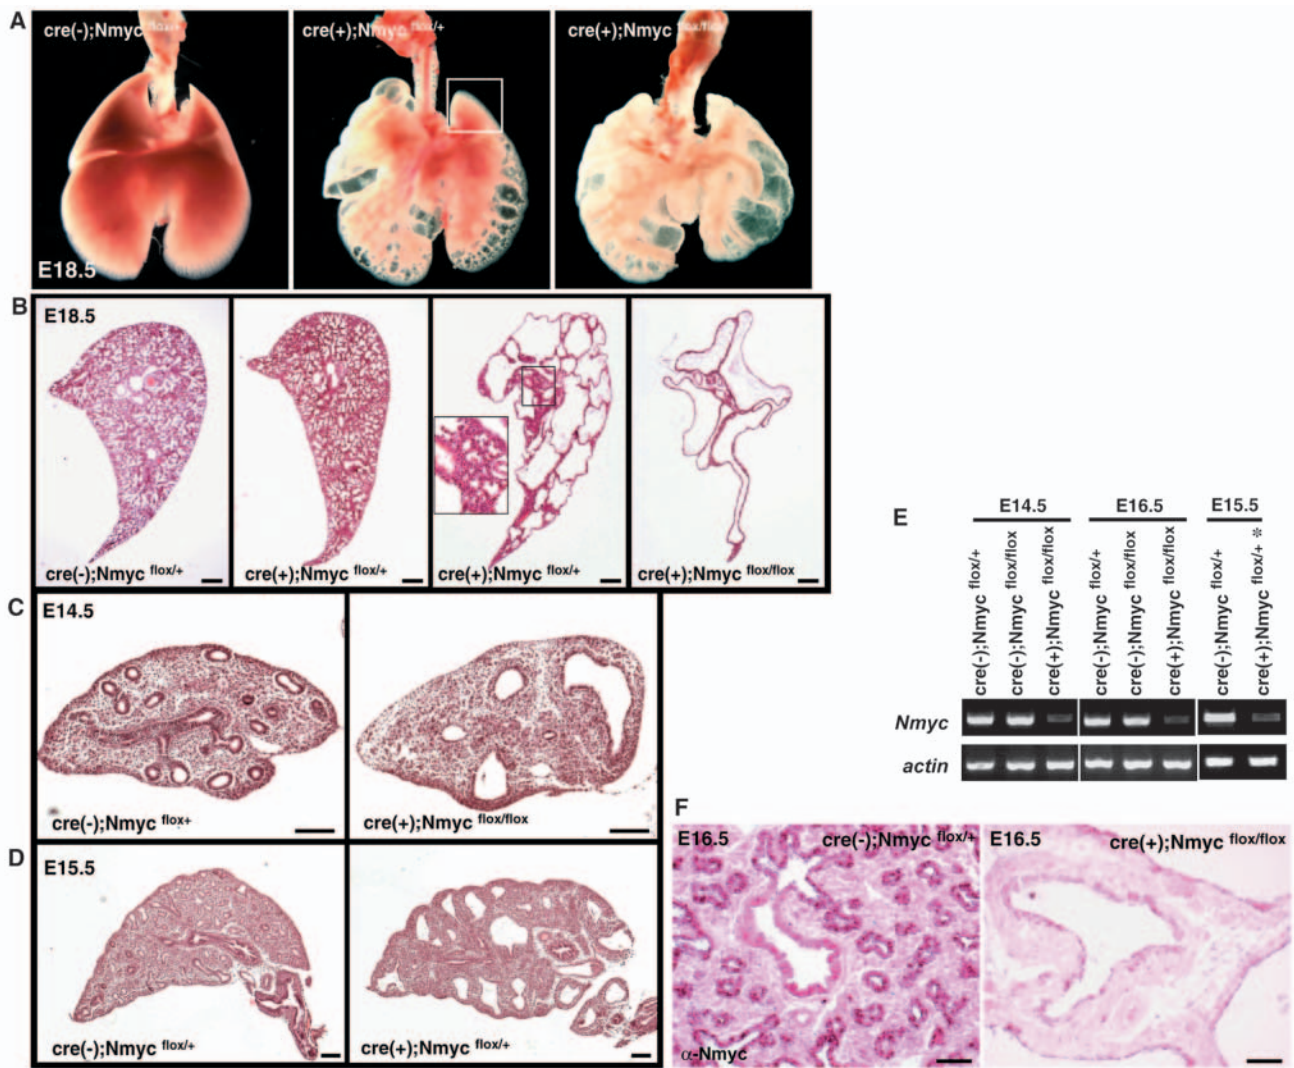 A
cre(-);Nmyc flox/+
cre(+);Nmyc flox/+
cre(+);Nmyc flox/flox
E18.5
B
E18.5
cre(-);Nmyc flox/+
cre(+);Nmyc flox/+
cre(+);Nmyc flox/+
cre(+);Nmyc flox/flox
C
E14.5
cre(-);Nmyc flox+
cre(+);Nmyc flox/flox
D
E15.5
cre(-);Nmyc flox/+
cre(+);Nmyc flox/+
E
E14.5
E16.5
E15.5
cre(-);Nmyc flox/+
cre(-);Nmyc flox/flox
cre(+);Nmyc flox/flox
cre(-);Nmyc flox/+
cre(-);Nmyc flox/flox
cre(+);Nmyc flox/flox
cre(-);Nmyc flox/+
cre(+);Nmyc flox/+ *
Nmyc
actin
F
E16.5
cre(-);Nmyc flox/+
α-Nmyc
E16.5
cre(+);Nmyc flox/flox